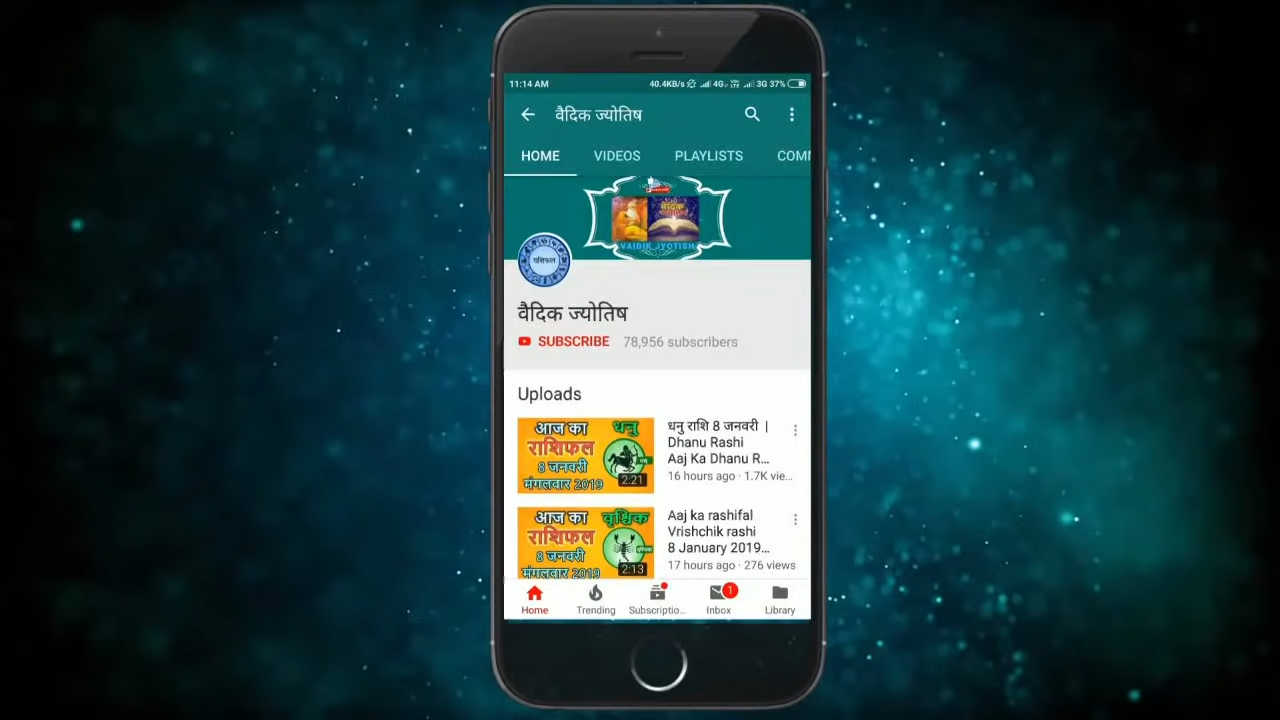 11:14 AM 40.4KB/s 4G 3G 37%
वैदिक ज्योतिष
HOME VIDEOS PLAYLISTS COMM
वैदिक
VAIDIK JYOTISH
राशिफल
वैदिक ज्योतिष
SUBSCRIBE 78,956 subscribers
Uploads
आज का धनु
राशिफल
8 जनवरी
मंगलवार 2019 2:21
धनु राशि 8 जनवरी |
Dhanu Rashi
Aaj Ka Dhanu R...
16 hours ago · 1.7K vie...
आज का वृश्चिक
राशिफल
8 जनवरी
मंगलवार 2019 2:13
Aaj ka rashifal
Vrishchik rashi
8 January 2019...
17 hours ago · 276 views
1
Home Trending Subscriptio... Inbox Library